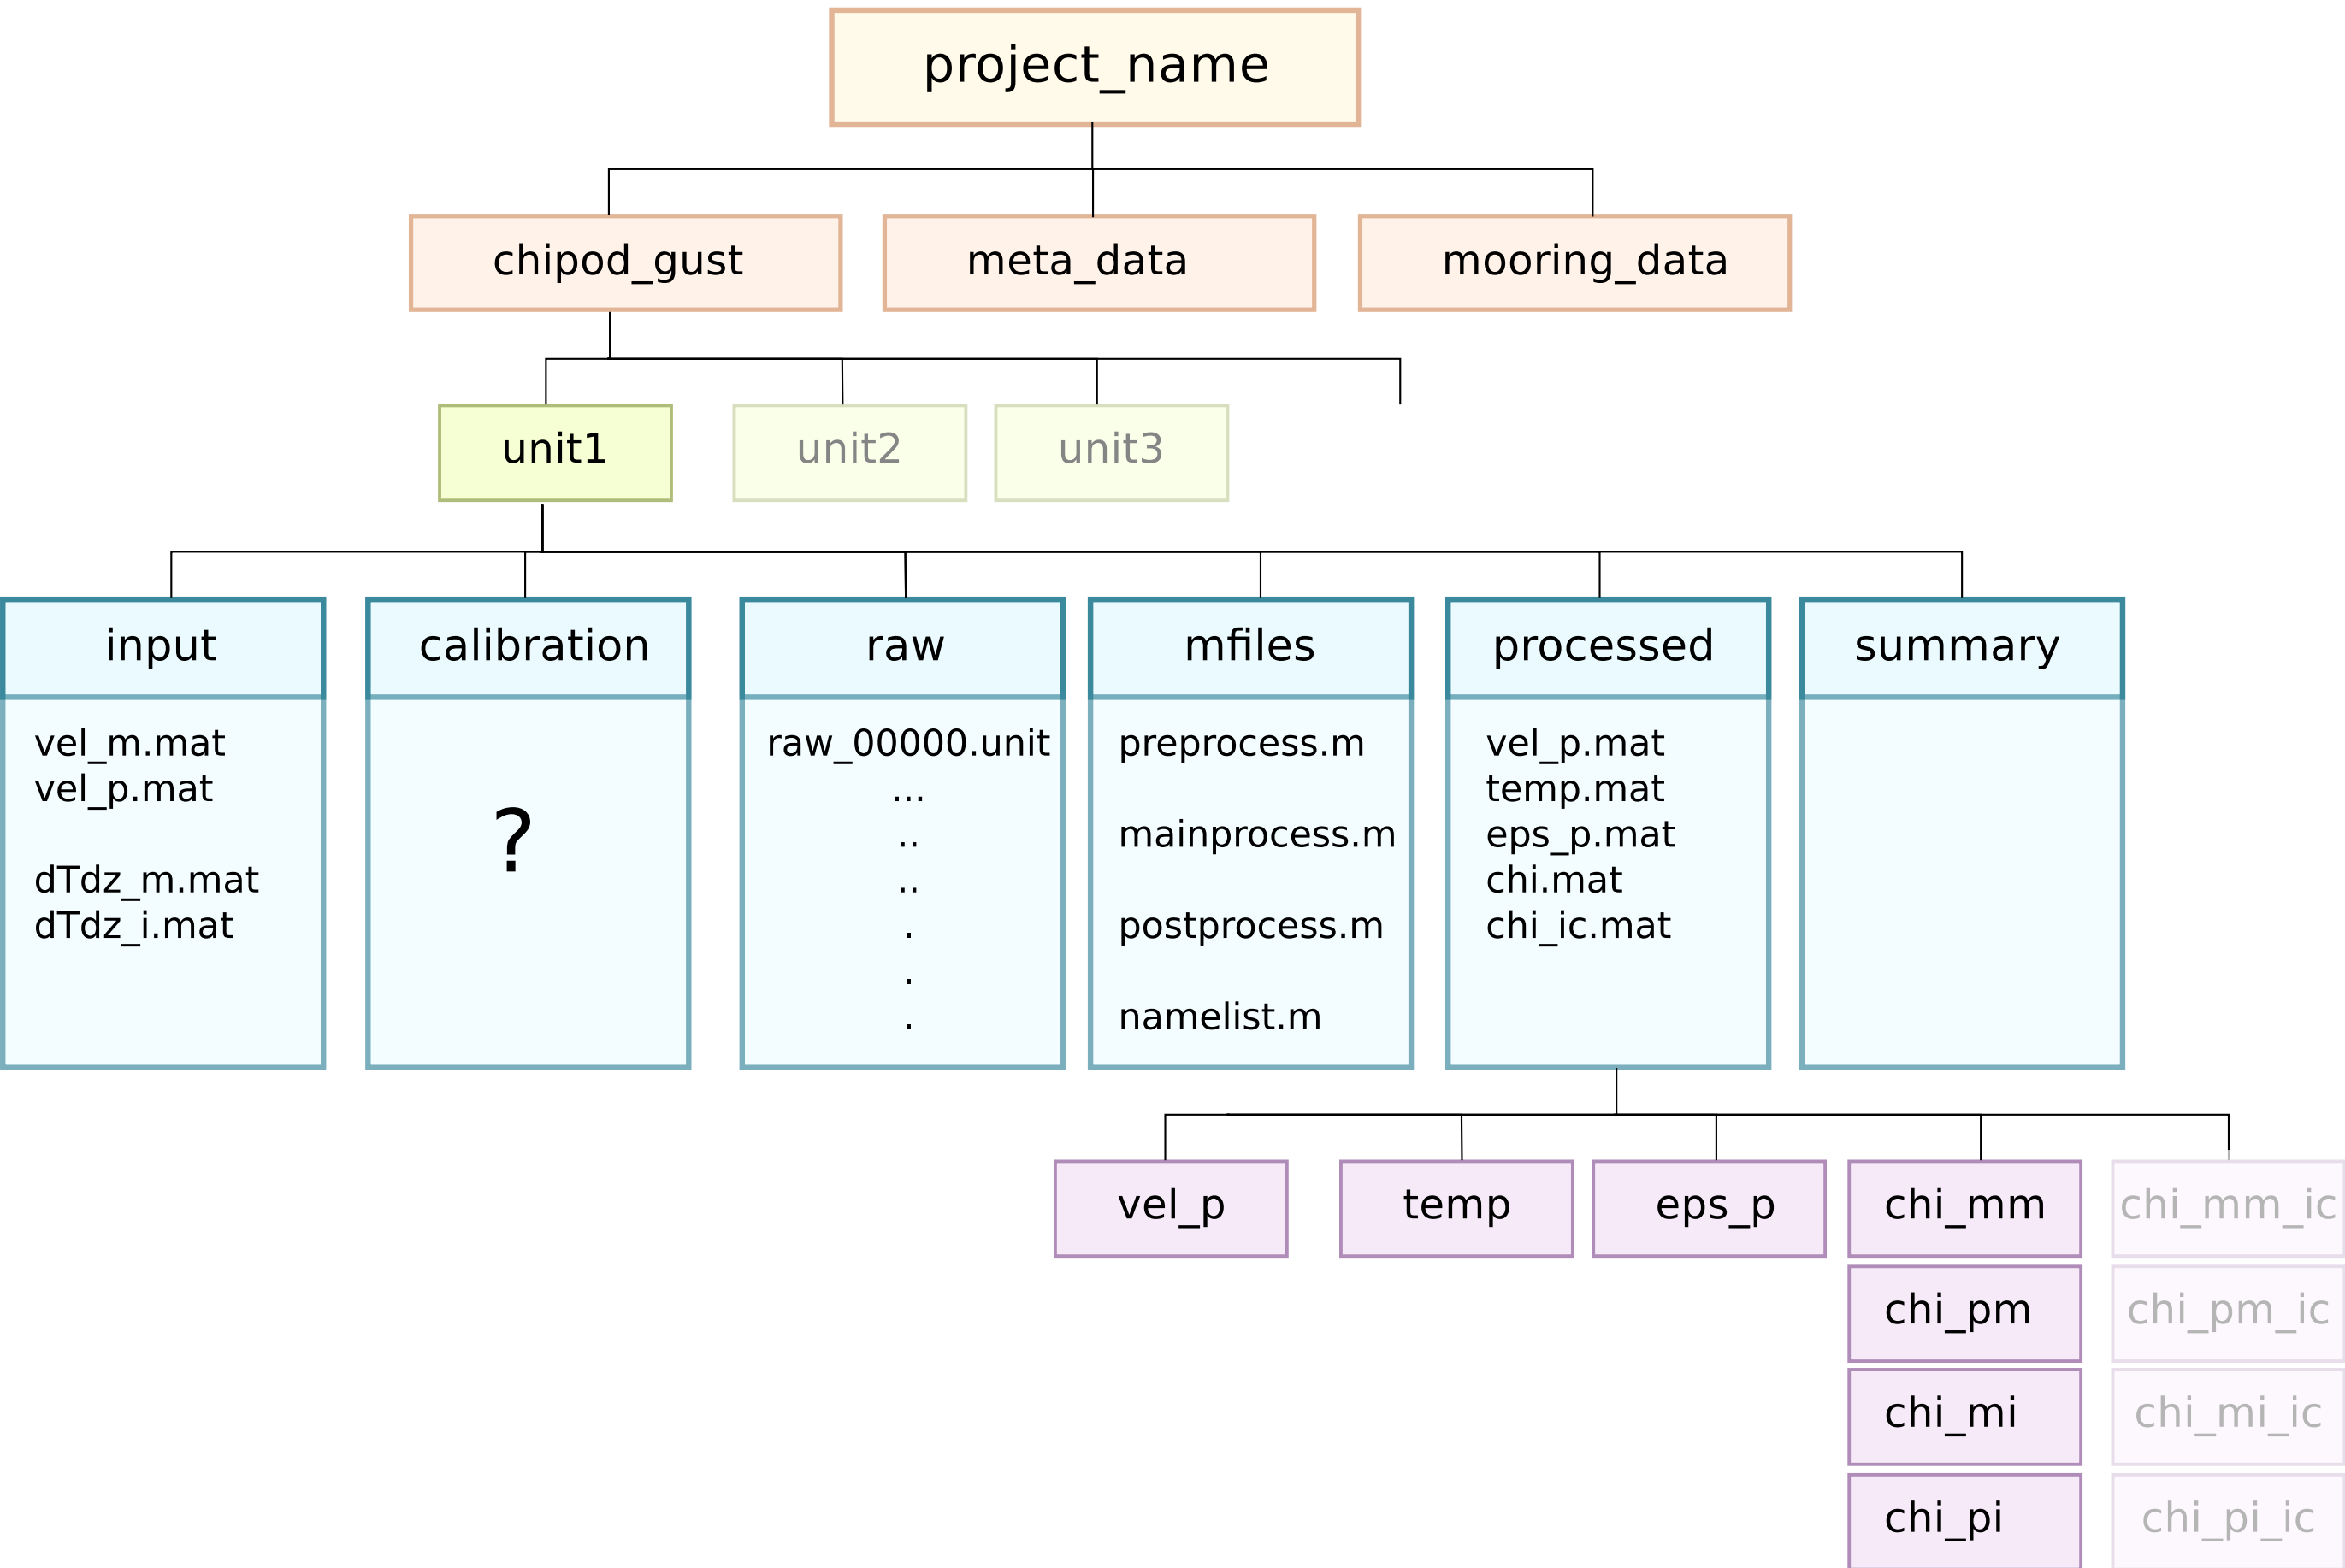 project_name
chipod_gust
meta_data
mooring_data
unit1
unit2
unit3
input
calibration
raw
mfiles
processed
summary
vel_m.mat
vel_p.mat
dTdz_m.mat
dTdz_i.mat
?
raw_00000.unit
...
..
..
.
.
.
preprocess.m
mainprocess.m
postprocess.m
namelist.m
vel_p.mat
temp.mat
eps_p.mat
chi.mat
chi_ic.mat
vel_p
temp
eps_p
chi_mm
chi_mm_ic
chi_pm
chi_pm_ic
chi_mi
chi_mi_ic
chi_pi
chi_pi_ic